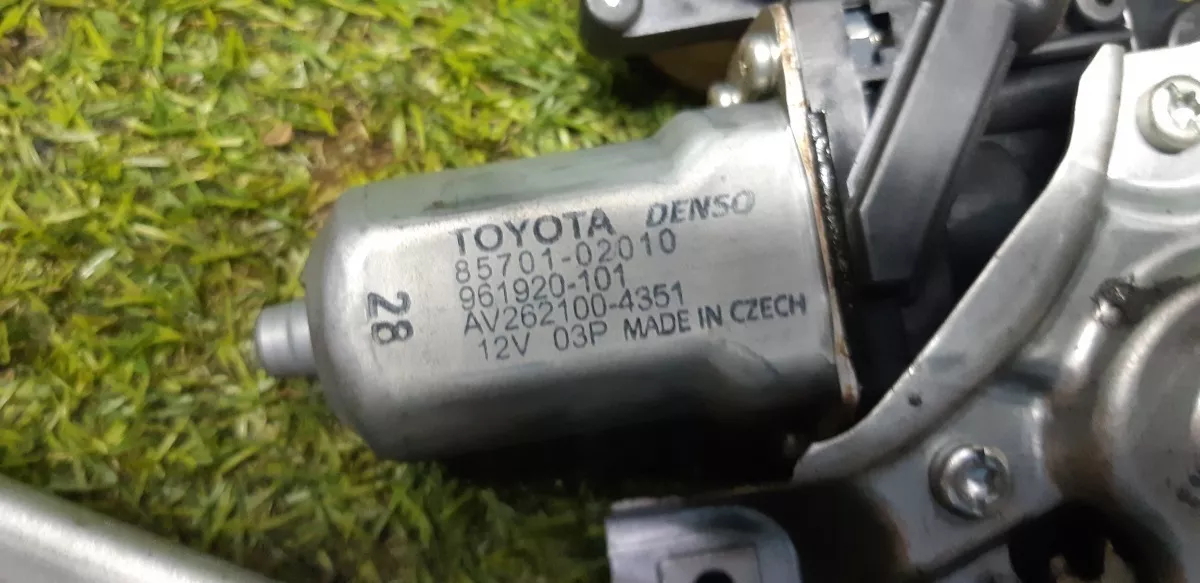 TOYOTA DENSO
85701-02010
961920-101
AV262100-4351
12V 03P MADE IN CZECH
28